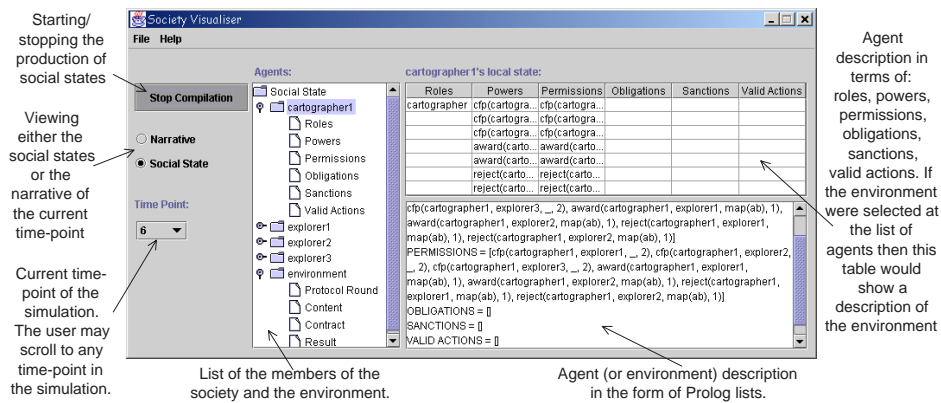 Starting/
stopping the
production of
social states
Viewing
either the
social states
or the
narrative of
the current
time-point
Current time-
point of the
simulation.
The user may
scroll to any
time-point in
the simulation.
Society Visualiser
File Help
Stop Compilation
Narrative
Social State
Time Point:
6
Agents:
Social State
cartographer1
Roles
Powers
Permissions
Obligations
Sanctions
Valid Actions
explorer1
explorer2
explorer3
environment
Protocol Round
Content
Contract
Result
cartographer1's local state:
Roles Powers Permissions Obligations Sanctions Valid Actions
cartographer cfp(cartogra... cfp(cartogra...
cfp(cartogra... cfp(cartogra...
cfp(cartogra... cfp(cartogra...
award(carto... award(carto...
award(carto... award(carto...
reject(carto... reject(carto...
reject(carto... reject(carto...
cfp(cartographer1, explorer3, _, 2), award(cartographer1, explorer1, map(ab), 1),
award(cartographer1, explorer2, map(ab), 1), reject(cartographer1, explorer1,
map(ab), 1), reject(cartographer1, explorer2, map(ab), 1)]
PERMISSIONS = [cfp(cartographer1, explorer1, _, 2), cfp(cartographer1, explorer2,
_, 2), cfp(cartographer1, explorer3, _, 2), award(cartographer1, explorer1,
map(ab), 1), award(cartographer1, explorer2, map(ab), 1), reject(cartographer1,
explorer1, map(ab), 1), reject(cartographer1, explorer2, map(ab), 1)]
OBLIGATIONS = []
SANCTIONS = []
VALID ACTIONS = []
Agent
description in
terms of:
roles, powers,
permissions,
obligations,
sanctions,
valid actions. If
the environment
were selected at
the list of
agents then this
table would
show a
description of
the environment
List of the members of the
society and the environment.
Agent (or environment) description
in the form of Prolog lists.